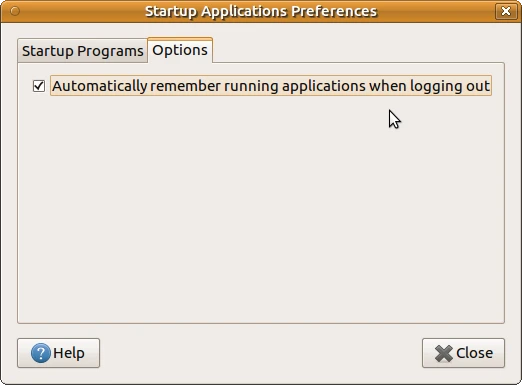 Startup Applications Preferences
Startup Programs
Options
Automatically remember running applications when logging out
Help
Close